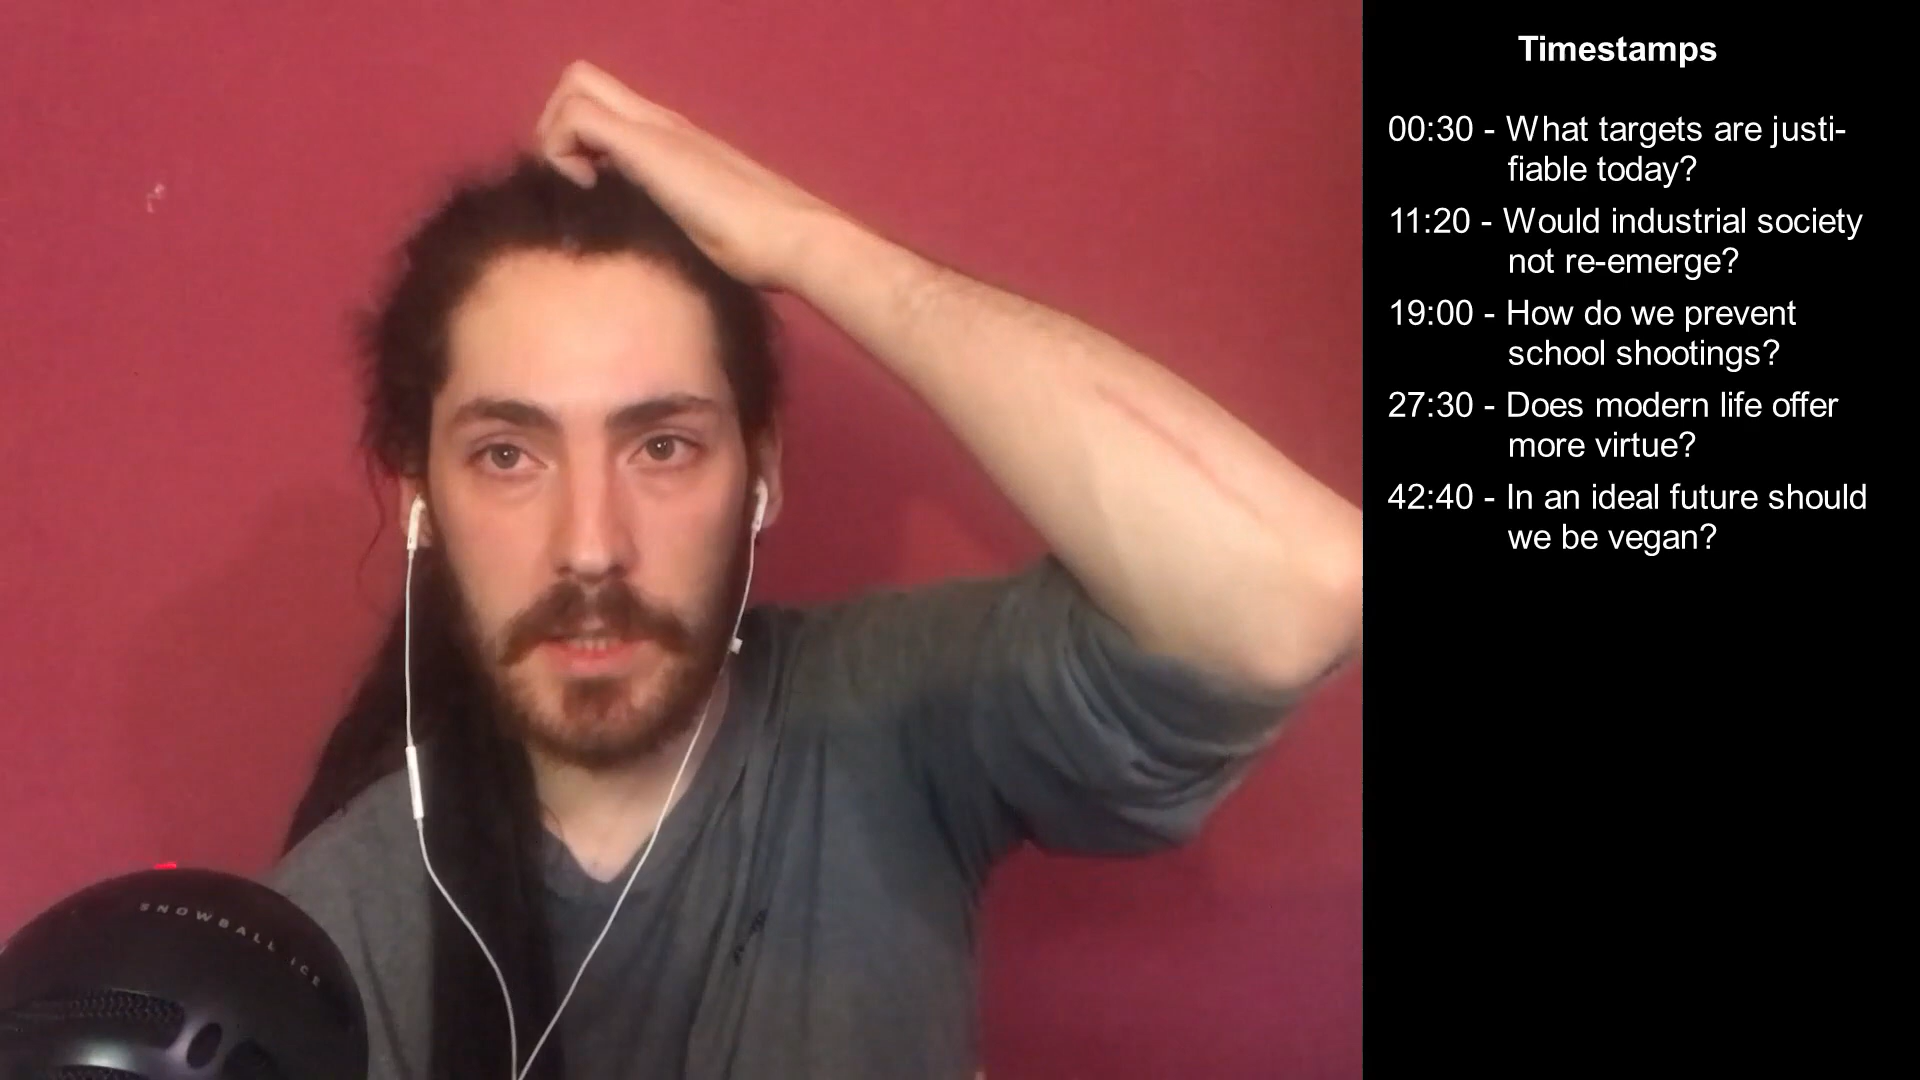 Timestamps
00:30 - What targets are justi-
fiable today?
11:20 - Would industrial society
not re-emerge?
19:00 - How do we prevent
school shootings?
27:30 - Does modern life offer
more virtue?
42:40 - In an ideal future should
we be vegan?
SNOWBALL ICE